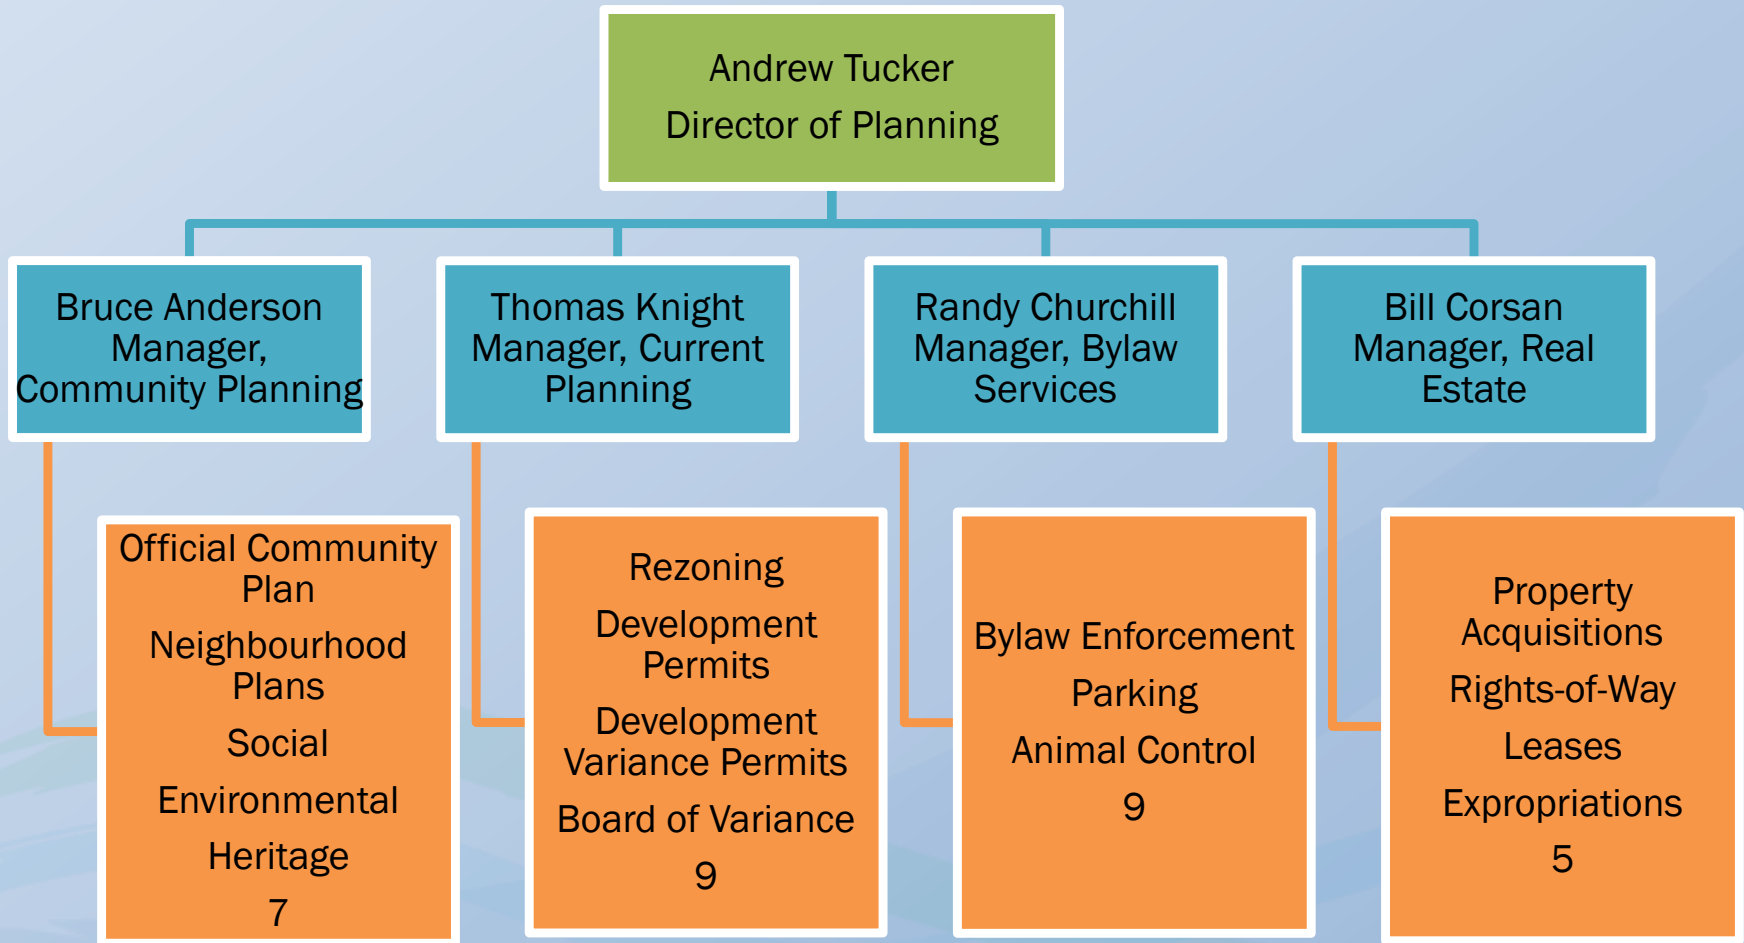 Andrew Tucker
Director of Planning
Bruce Anderson
Manager,
Community Planning
Thomas Knight
Manager, Current
Planning
Randy Churchill
Manager, Bylaw
Services
Bill Corsan
Manager, Real
Estate
Official Community
Plan
Neighbourhood
Plans
Social
Environmental
Heritage
7
Rezoning
Development
Permits
Development
Variance Permits
Board of Variance
9
Bylaw Enforcement
Parking
Animal Control
9
Property
Acquisitions
Rights-of-Way
Leases
Expropriations
5